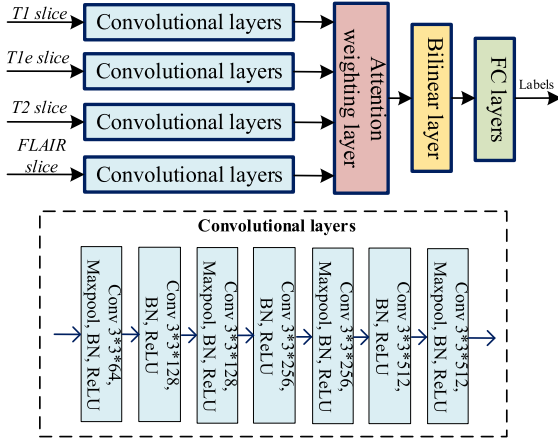 T1 slice
Convolutional layers
T1e slice
Convolutional layers
T2 slice
Convolutional layers
FLAIR
slice
Convolutional layers
Attention
weighting layer
Bilinear layer
FC layers
Labels
Convolutional layers
Conv 3*3*64,
Maxpool, BN, ReLU
Conv 3*3*128,
BN, ReLU
Conv 3*3*128,
Maxpool, BN, ReLU
Conv 3*3*256,
BN, ReLU
Conv 3*3*256,
Maxpool, BN, ReLU
Conv 3*3*512,
BN, ReLU
Conv 3*3*512,
Maxpool, BN, ReLU